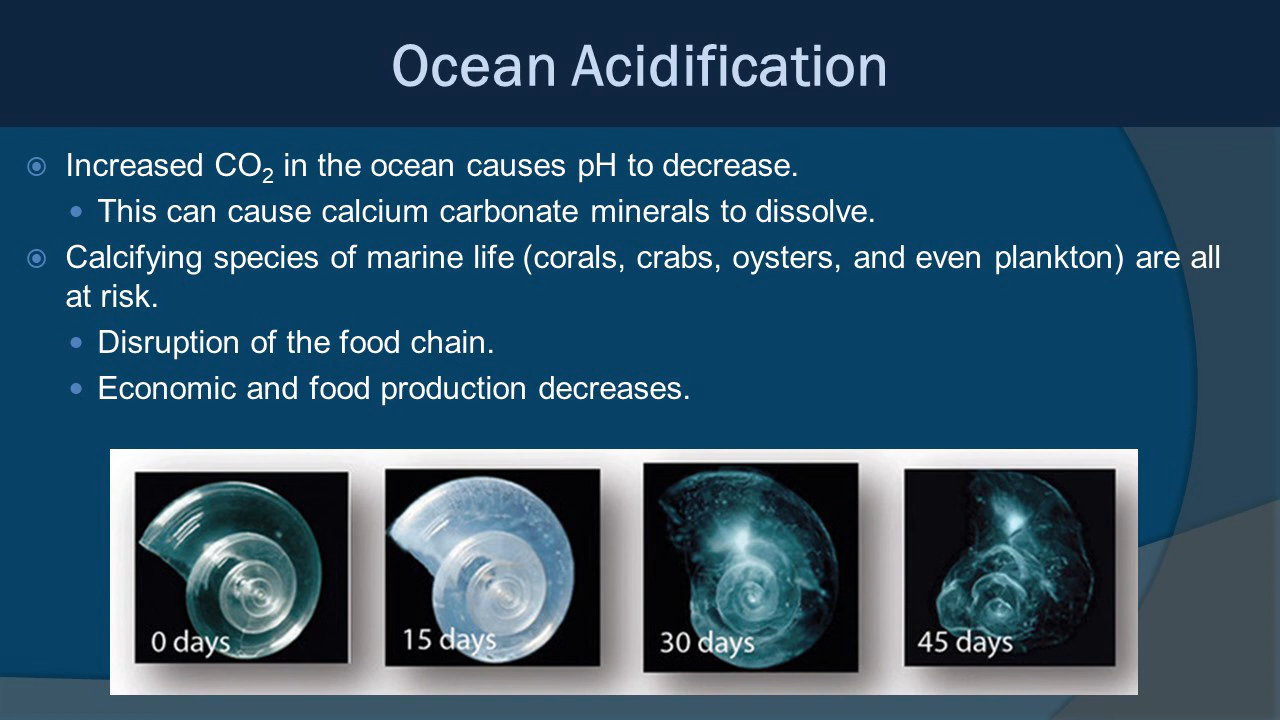 Ocean Acidification
Increased CO₂ in the ocean causes pH to decrease.
This can cause calcium carbonate minerals to dissolve.
Calcifying species of marine life (corals, crabs, oysters, and even plankton) are all
at risk.
Disruption of the food chain.
Economic and food production decreases.
0 days
15 days
30 days
45 days